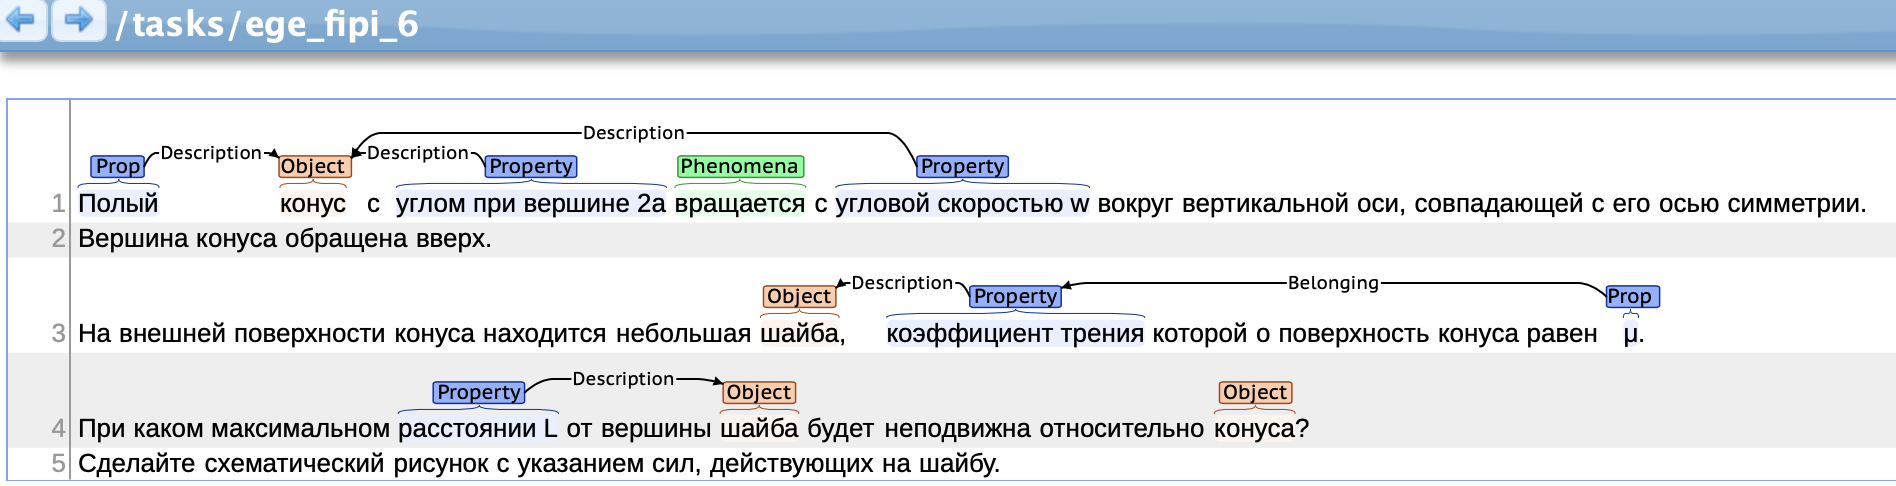 /tasks/ege_fipi_6
Description
Prop Description Object Description Property Phenomena Property
1 Полый конус с углом при вершине 2a вращается с угловой скоростью w вокруг вертикальной оси, совпадающей с его осью симметрии.
2 Вершина конуса обращена вверх.
Object Description Property Belonging Prop
3 На внешней поверхности конуса находится небольшая шайба, коэффициент трения которой о поверхность конуса равен μ.
Property Description Object Object
4 При каком максимальном расстоянии L от вершины шайба будет неподвижна относительно конуса?
5 Сделайте схематический рисунок с указанием сил, действующих на шайбу.